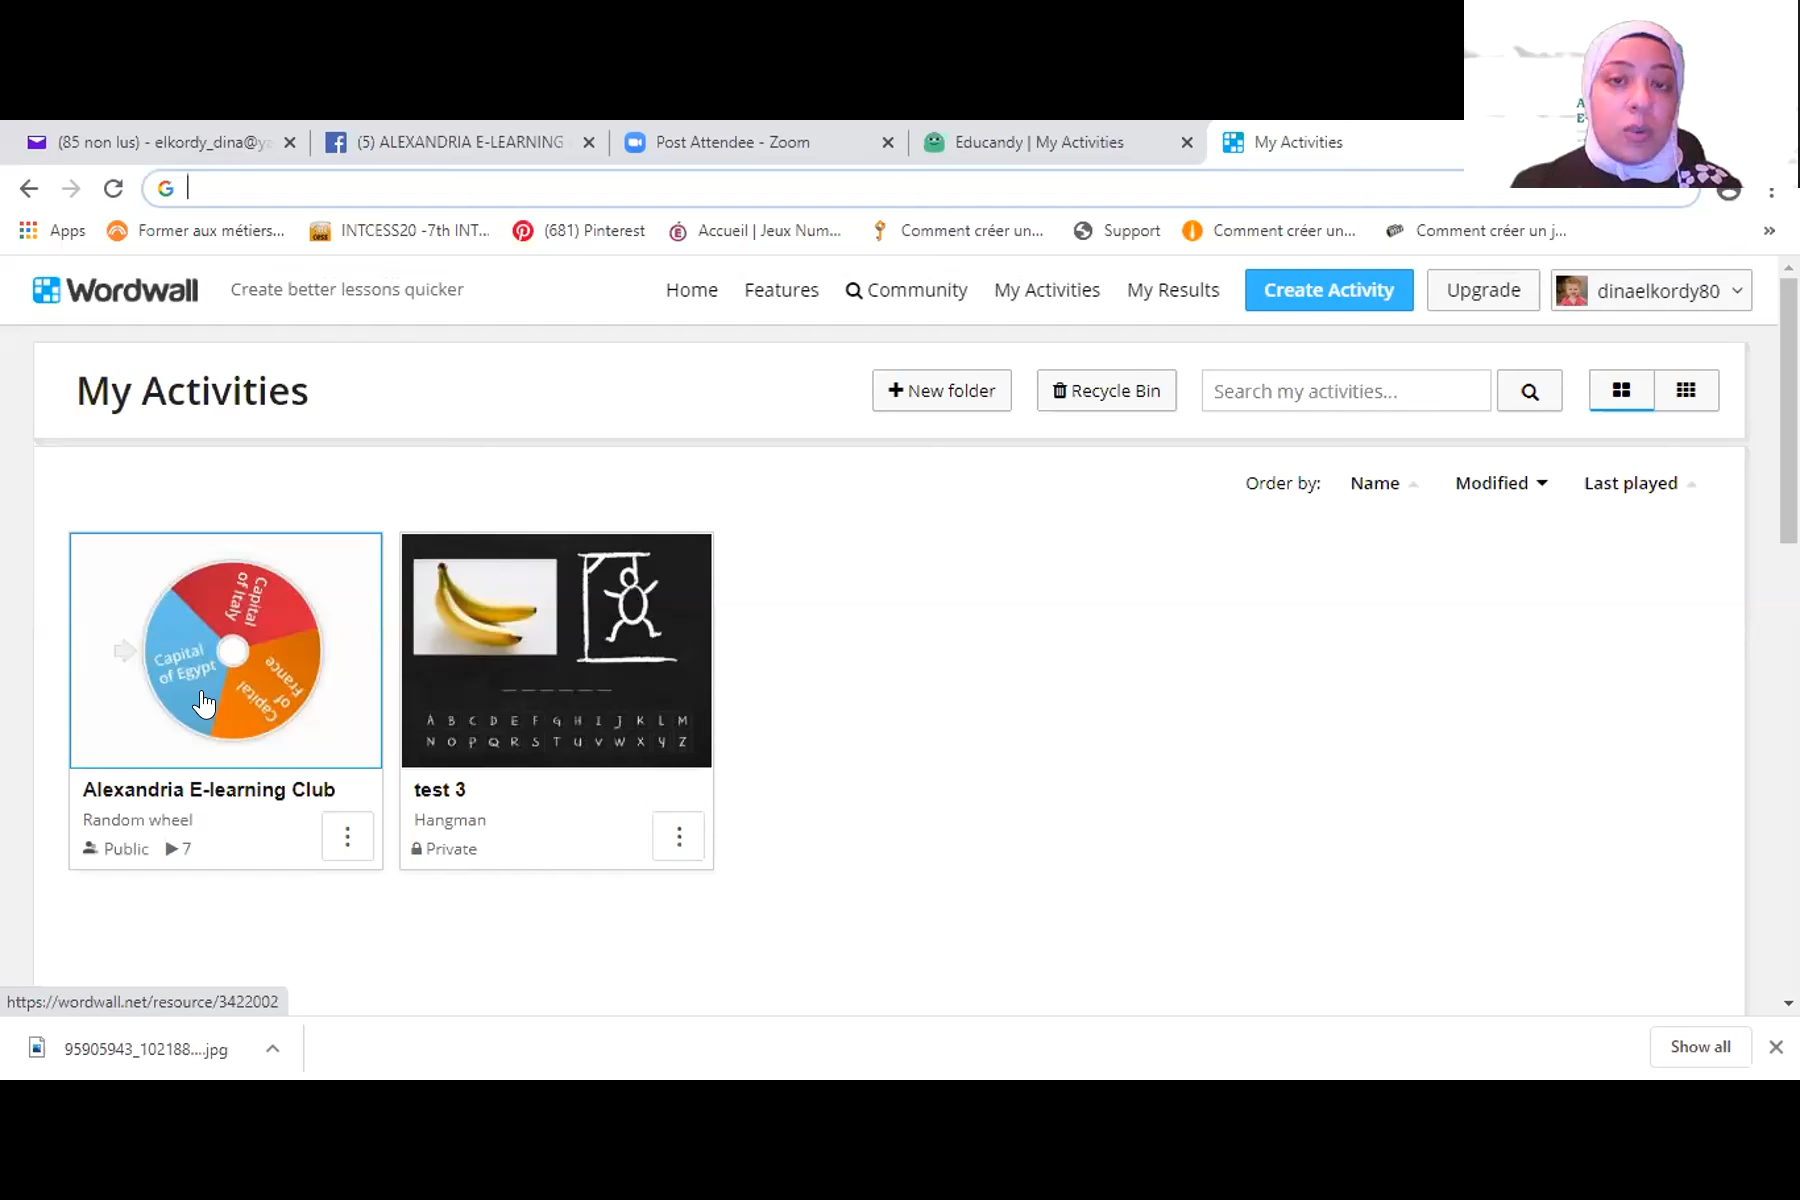 A
E
(85 non lus) - elkordy_dina@ya
(5) ALEXANDRIA E-LEARNING
Post Attendee - Zoom
Educandy | My Activities
My Activities
Apps
Former aux métiers...
INTCESS20 -7th INT...
(681) Pinterest
Accueil | Jeux Num...
Comment créer un...
Support
Comment créer un...
Comment créer un j...
Wordwall
Create better lessons quicker
Home
Features
Community
My Activities
My Results
Create Activity
Upgrade
dinaelkordy80
My Activities
New folder
Recycle Bin
Search my activities...
Order by:
Name
Modified
Last played
Capital
of Italy
Capital
of Egypt
Capital
of
France
A B C D E F G H I J K L M
N O P Q R S T U V W X Y Z
Alexandria E-learning Club
Random wheel
Public
7
test 3
Hangman
Private
https://wordwall.net/resource/3422002
95905943_102188....jpg
Show all